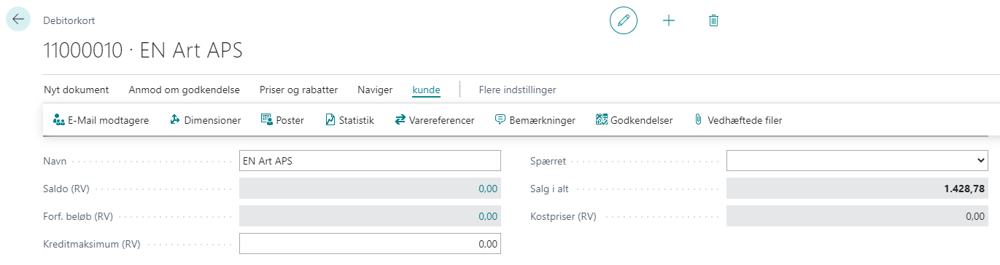 Debitorkort
11000010 · EN Art APS
Nyt dokument Anmod om godkendelse Priser og rabatter Naviger kunde Flere indstillinger
E-Mail modtagere Dimensioner Poster Statistik Varereferencer Bemærkninger Godkendelser Vedhæftede filer
Navn EN Art APS Spærret
Saldo (RV) 0,00 Salg i alt 1.428,78
Forf. beløb (RV) 0,00 Kostpriser (RV) 0,00
Kreditmaksimum (RV) 0,00